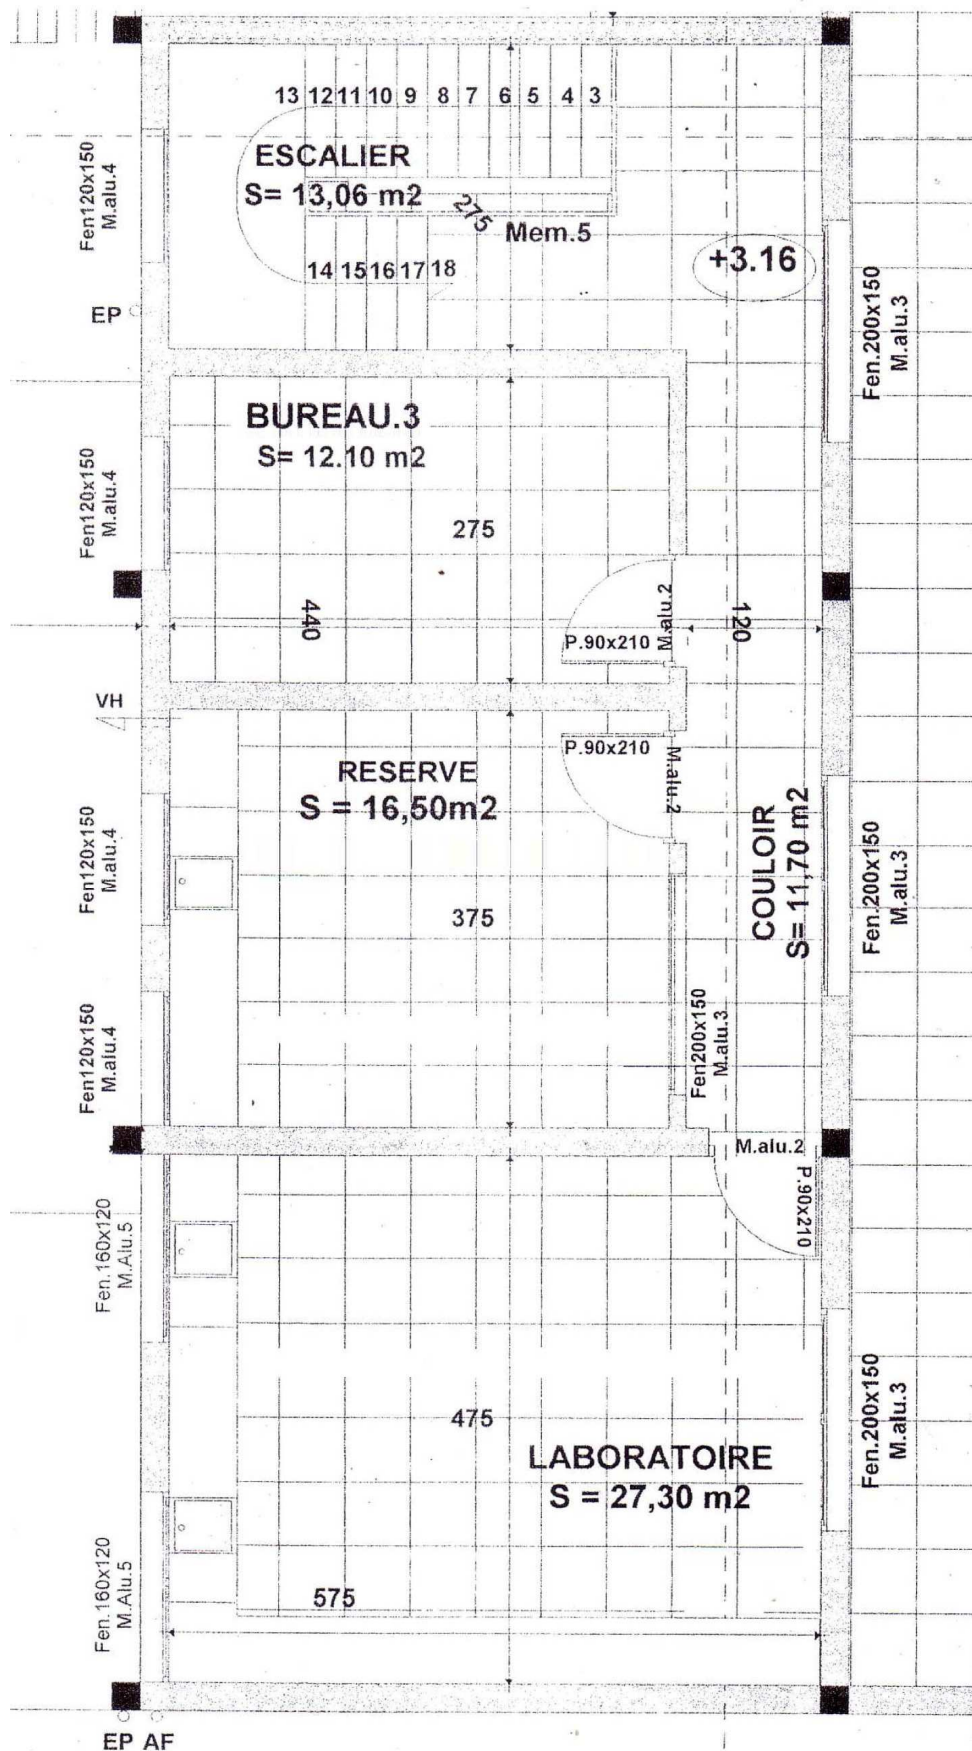 13 12 11 10 9 8 7 6 5 4 3
ESCALIER
S= 13,06 m2
275
Mem.5
14 15 16 17 18
+3.16
Fen120x150
M.alu.4
EP
Fen.200x150
M.alu.3
BUREAU.3
S= 12.10 m2
Fen120x150
M.alu.4
275
440
P.90x210
M.alu.2
120
VH
P.90x210
M.alu.2
RESERVE
S = 16,50m2
Fen120x150
M.alu.4
375
COULOIR
S= 11,70 m2
Fen.200x150
M.alu.3
Fen120x150
M.alu.4
Fen200x150
M.alu.3
M.alu.2
P.90x210
Fen.160x120
M.Alu.5
475
LABORATOIRE
S = 27,30 m2
Fen.200x150
M.alu.3
Fen.160x120
M.Alu.5
575
EP AF